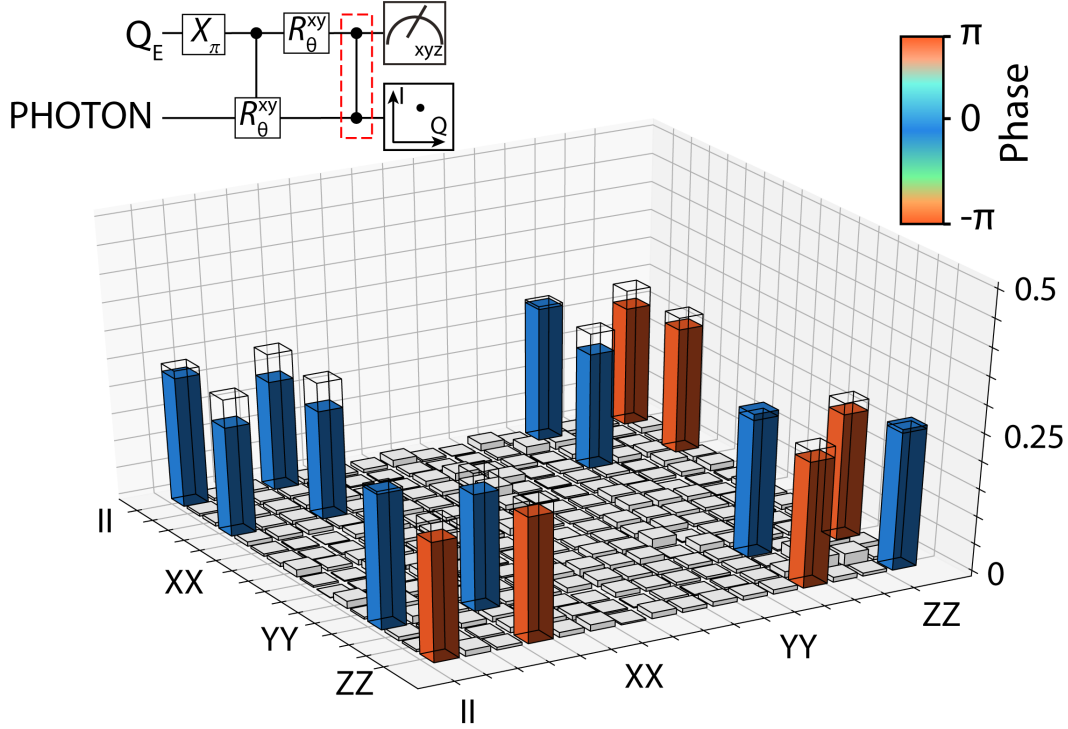 Q_E X_π R_θ^xy xyz
PHOTON R_θ^xy I Q
π
0
-π
Phase
0.5
0.25
0
II
XX
YY
ZZ
II
XX
YY
ZZ